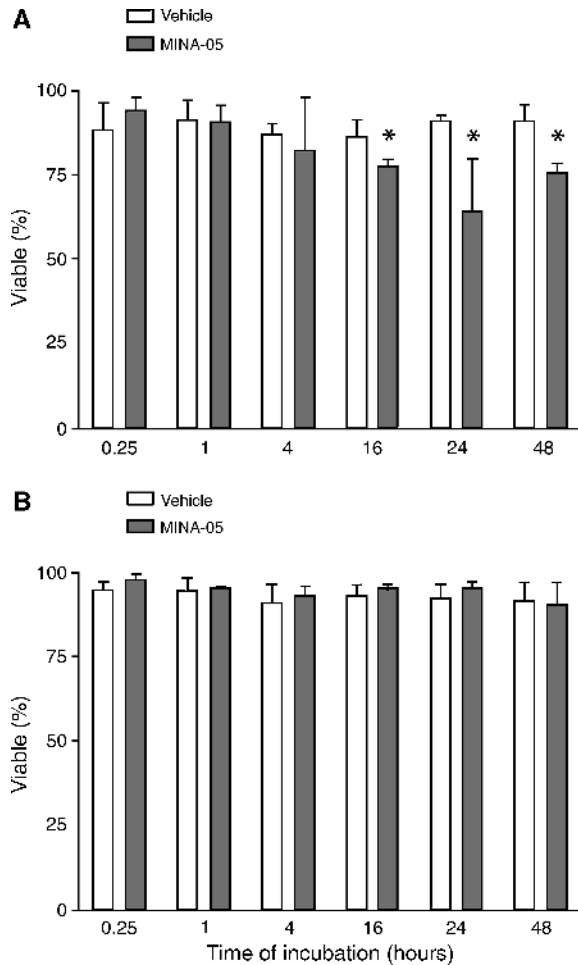 A
Vehicle
MINA-05
100
75
50
25
0
Viable (%)
* * *
0.25 1 4 16 24 48
B
Vehicle
MINA-05
100
75
50
25
0
Viable (%)
0.25 1 4 16 24 48
Time of incubation (hours)